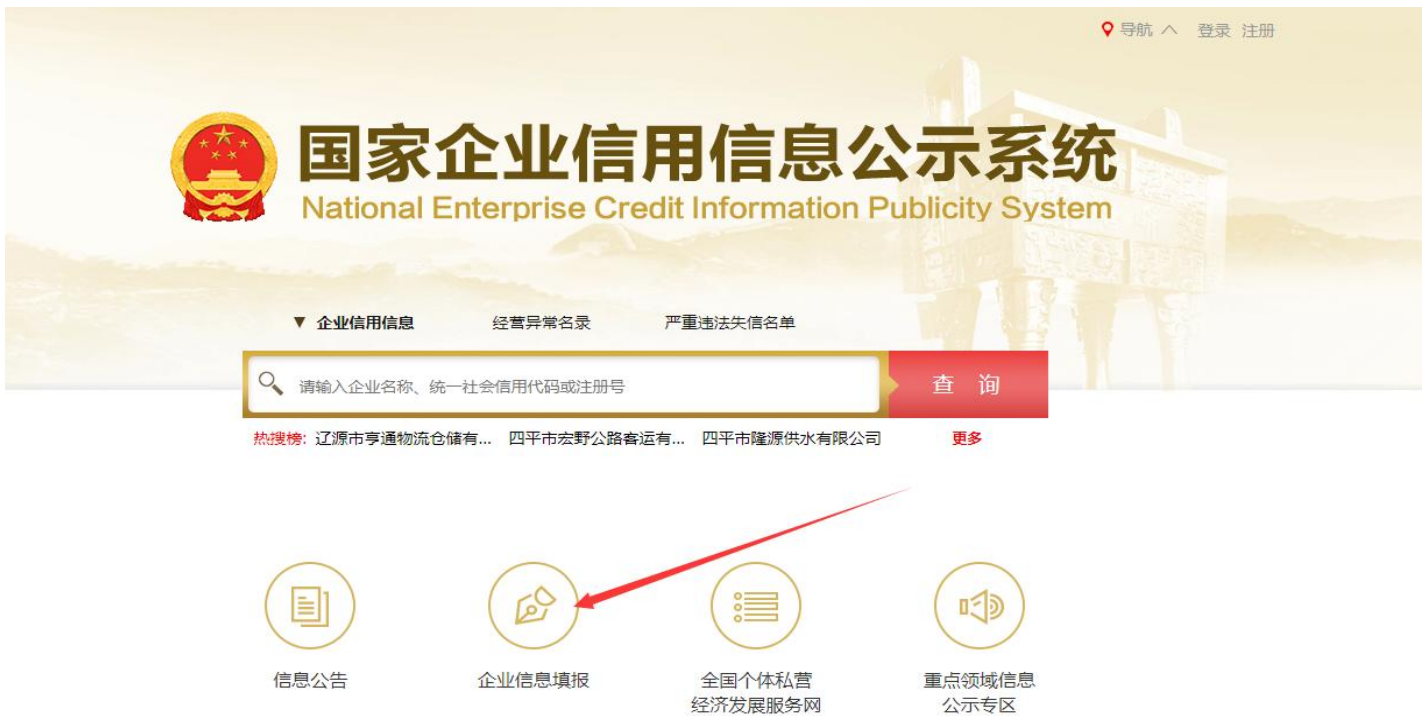 导航 登录 注册
国家企业信用信息公示系统
National Enterprise Credit Information Publicity System
▼ 企业信用信息 经营异常名录 严重违法失信名单
请输入企业名称、统一社会信用代码或注册号 查 询
热搜榜: 辽源市亨通物流仓储有... 四平市宏野公路客运有... 四平市隆源供水有限公司 更多
信息公告
企业信息填报
全国个体私营
经济发展服务网
重点领域信息
公示专区